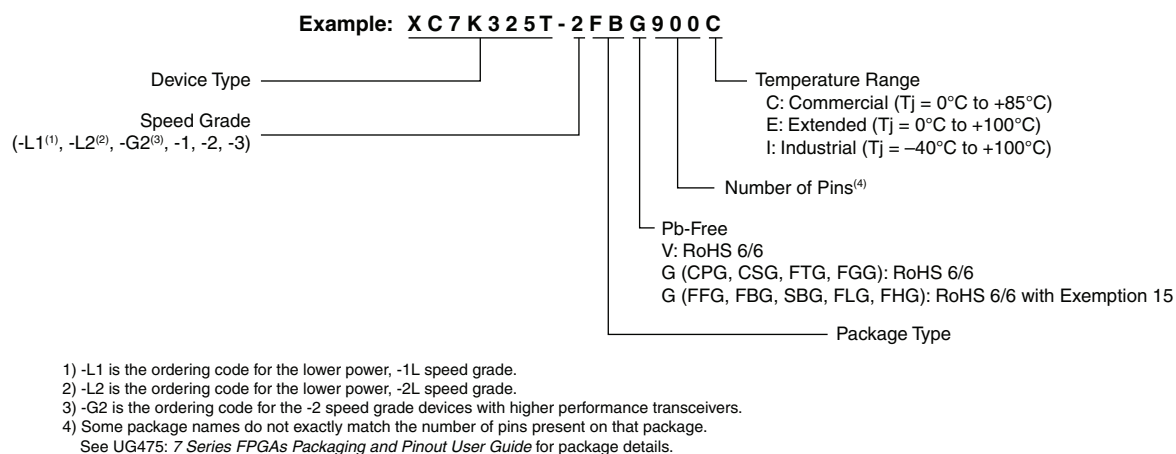 Example: XC7K325T-2FBG900C
Device Type
Temperature Range
C: Commercial (Tj = 0°C to +85°C)
E: Extended (Tj = 0°C to +100°C)
I: Industrial (Tj = –40°C to +100°C)
Speed Grade
(-L1(1), -L2(2), -G2(3), -1, -2, -3)
Number of Pins(4)
Pb-Free
V: RoHS 6/6
G (CPG, CSG, FTG, FGG): RoHS 6/6
G (FFG, FBG, SBG, FLG, FHG): RoHS 6/6 with Exemption 15
Package Type
1) -L1 is the ordering code for the lower power, -1L speed grade.
2) -L2 is the ordering code for the lower power, -2L speed grade.
3) -G2 is the ordering code for the -2 speed grade devices with higher performance transceivers.
4) Some package names do not exactly match the number of pins present on that package.
See UG475: 7 Series FPGAs Packaging and Pinout User Guide for package details.